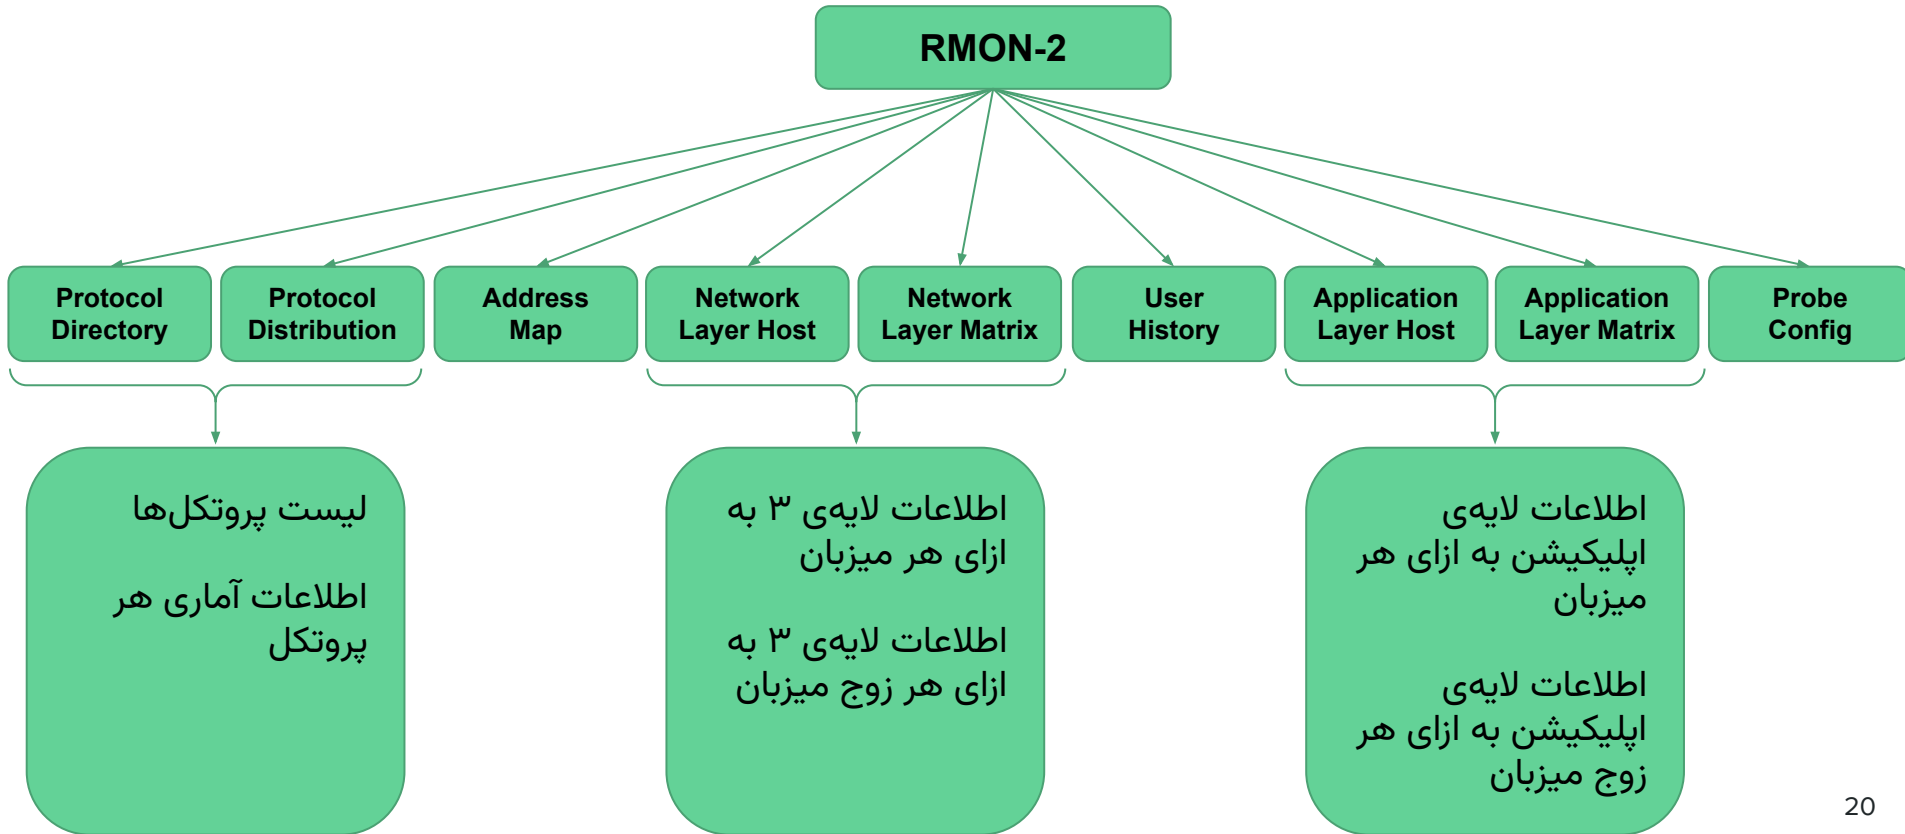 RMON-2
Protocol
Directory
Protocol
Distribution
Address
Map
Network
Layer Host
Network
Layer Matrix
User
History
Application
Layer Host
Application
Layer Matrix
Probe
Config
لیست پروتکل‌ها
اطلاعات آماری هر
پروتکل
اطلاعات لایه‌ی ۳ به
ازای هر میزبان
اطلاعات لایه‌ی ۳ به
ازای هر زوج میزبان
اطلاعات لایه‌ی
اپلیکیشن به ازای هر
میزبان
اطلاعات لایه‌ی
اپلیکیشن به ازای هر
زوج میزبان
20